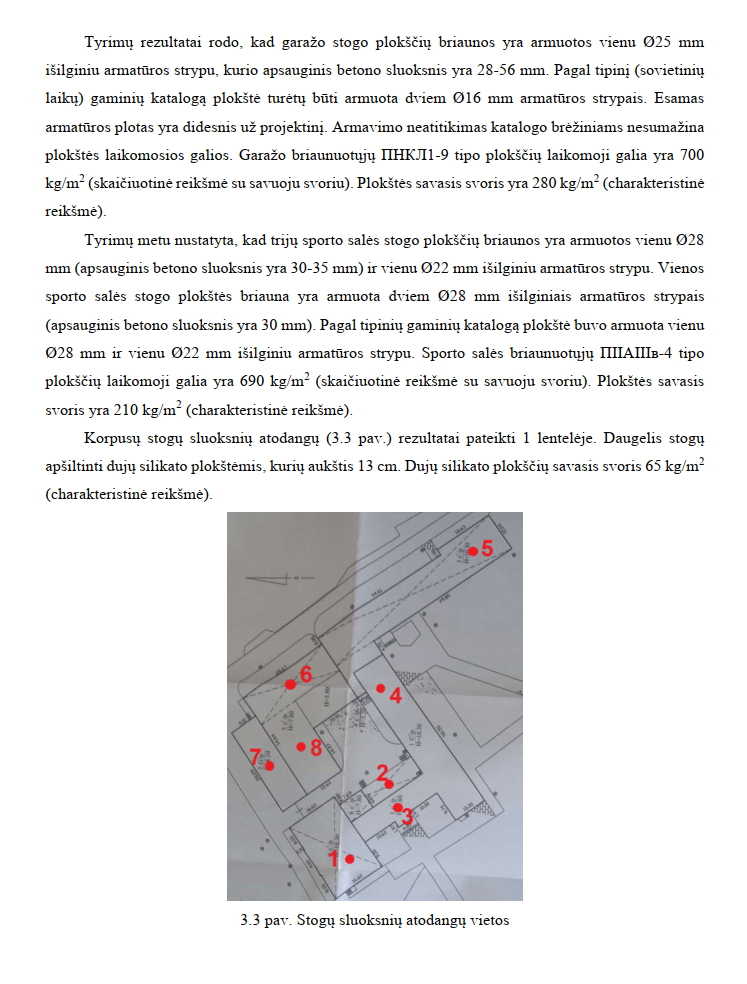 Tyrimų rezultatai rodo, kad garažo stogo plokščių briaunos yra armuotos vienu Ø25 mm
išilginiu armatūros strypu, kurio apsauginis betono sluoksnis yra 28-56 mm. Pagal tipinį (sovietinių
laikų) gaminių katalogą plokštė turėtų būti armuota dviem Ø16 mm armatūros strypais. Esamas
armatūros plotas yra didesnis už projektinį. Armavimo neatitikimas katalogo brėžiniams nesumažina
plokštės laikomosios galios. Garažo briaunuotųjų ПНКЛ1-9 tipo plokščių laikomoji galia yra 700
kg/m² (skaičiuotinė reikšmė su savuoju svoriu). Plokštės savasis svoris yra 280 kg/m² (charakteristinė
reikšmė).
Tyrimų metu nustatyta, kad trijų sporto salės stogo plokščių briaunos yra armuotos vienu Ø28
mm (apsauginis betono sluoksnis yra 30-35 mm) ir vienu Ø22 mm išilginiu armatūros strypu. Vienos
sporto salės stogo plokštės briauna yra armuota dviem Ø28 mm išilginiais armatūros strypais
(apsauginis betono sluoksnis yra 30 mm). Pagal tipinių gaminių katalogą plokštė buvo armuota vienu
Ø28 mm ir vienu Ø22 mm išilginiu armatūros strypu. Sporto salės briaunuotųjų ПIIАШв-4 tipo
plokščių laikomoji galia yra 690 kg/m² (skaičiuotinė reikšmė su savuoju svoriu). Plokštės savasis
svoris yra 210 kg/m² (charakteristinė reikšmė).
Korpusų stogų sluoksnių atodangų (3.3 pav.) rezultatai pateikti 1 lentelėje. Daugelis stogų
apšiltinti dujų silikato plokštėmis, kurių aukštis 13 cm. Dujų silikato plokščių savasis svoris 65 kg/m²
(charakteristinė reikšmė).
5
6
4
8
7
2
3
1
3.3 pav. Stogų sluoksnių atodangų vietos